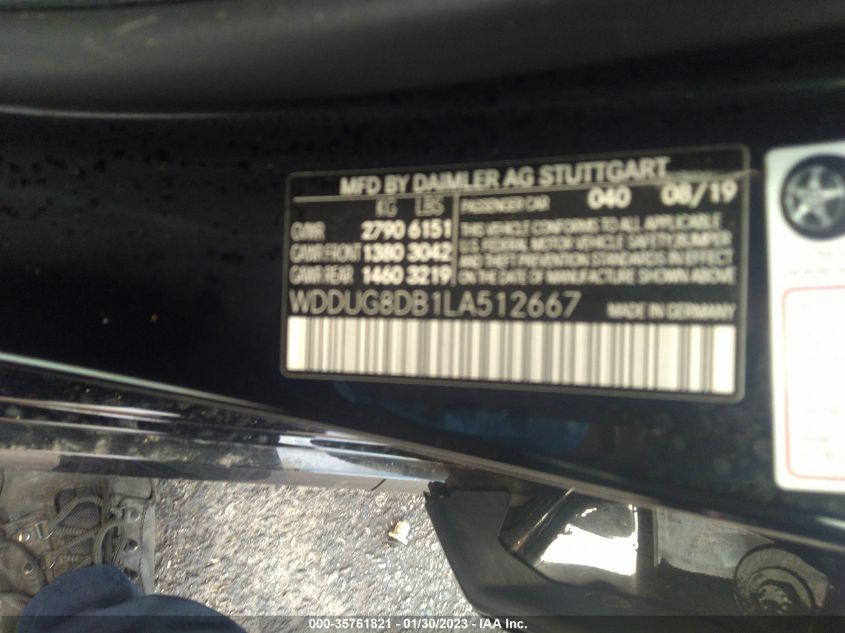 MFD BY DAIMLER AG STUTTGART
KG LBS PASSENGER CAR 040 08/19
GVWR 2790 6151 THIS VEHICLE CONFORMS TO ALL APPLICABLE
GAWR FRONT 1380 3042 U.S. FEDERAL MOTOR VEHICLE SAFETY, BUMPER
AND THEFT PREVENTION STANDARDS IN EFFECT
GAWR REAR 1460 3219 ON THE DATE OF MANUFACTURE SHOWN ABOVE
WDDUG8DB1LA512667 MADE IN GERMANY
000-35761821 - 01/30/2023 - IAA Inc.